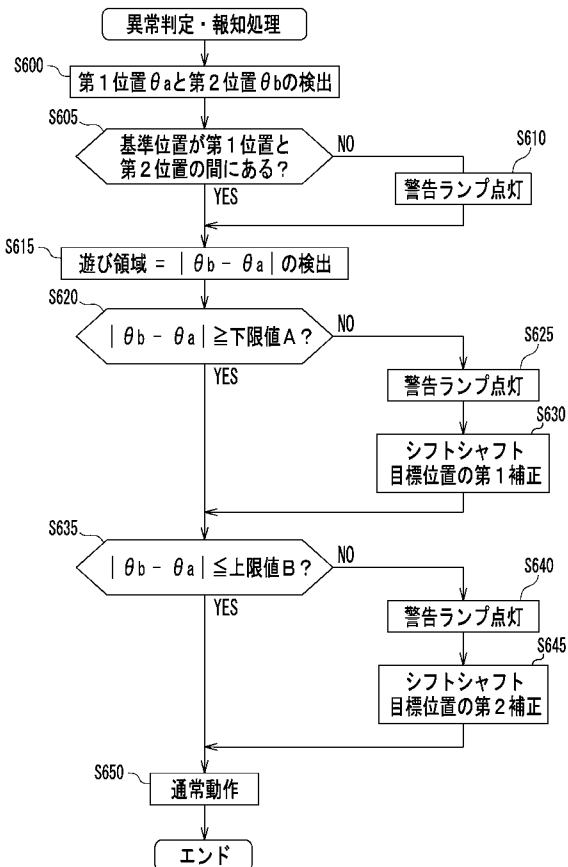 異常判定・報知処理
S600
第1位置θaと第2位置θbの検出
S605
基準位置が第1位置と
第2位置の間にある?
NO
S610
警告ランプ点灯
YES
S615
遊び領域 = |θb - θa| の検出
S620
|θb - θa| ≧下限値A?
NO
S625
YES
警告ランプ点灯
S630
シフトシャフト
目標位置の第1補正
S635
|θb - θa| ≦上限値B?
NO
S640
YES
警告ランプ点灯
S645
シフトシャフト
目標位置の第2補正
S650
通常動作
エンド